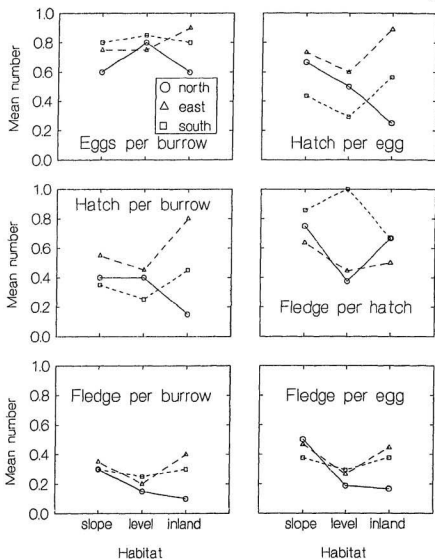 1.0
0.8
0.6
0.4
0.2
0.0
Mean number
north
east
south
Eggs per burrow
Hatch per egg
1.0
0.8
0.6
0.4
0.2
0.0
Mean number
Hatch per burrow
Fledge per hatch
1.0
0.8
0.6
0.4
0.2
0.0
Mean number
Fledge per burrow
Fledge per egg
slope level inland
slope level inland
Habitat
Habitat